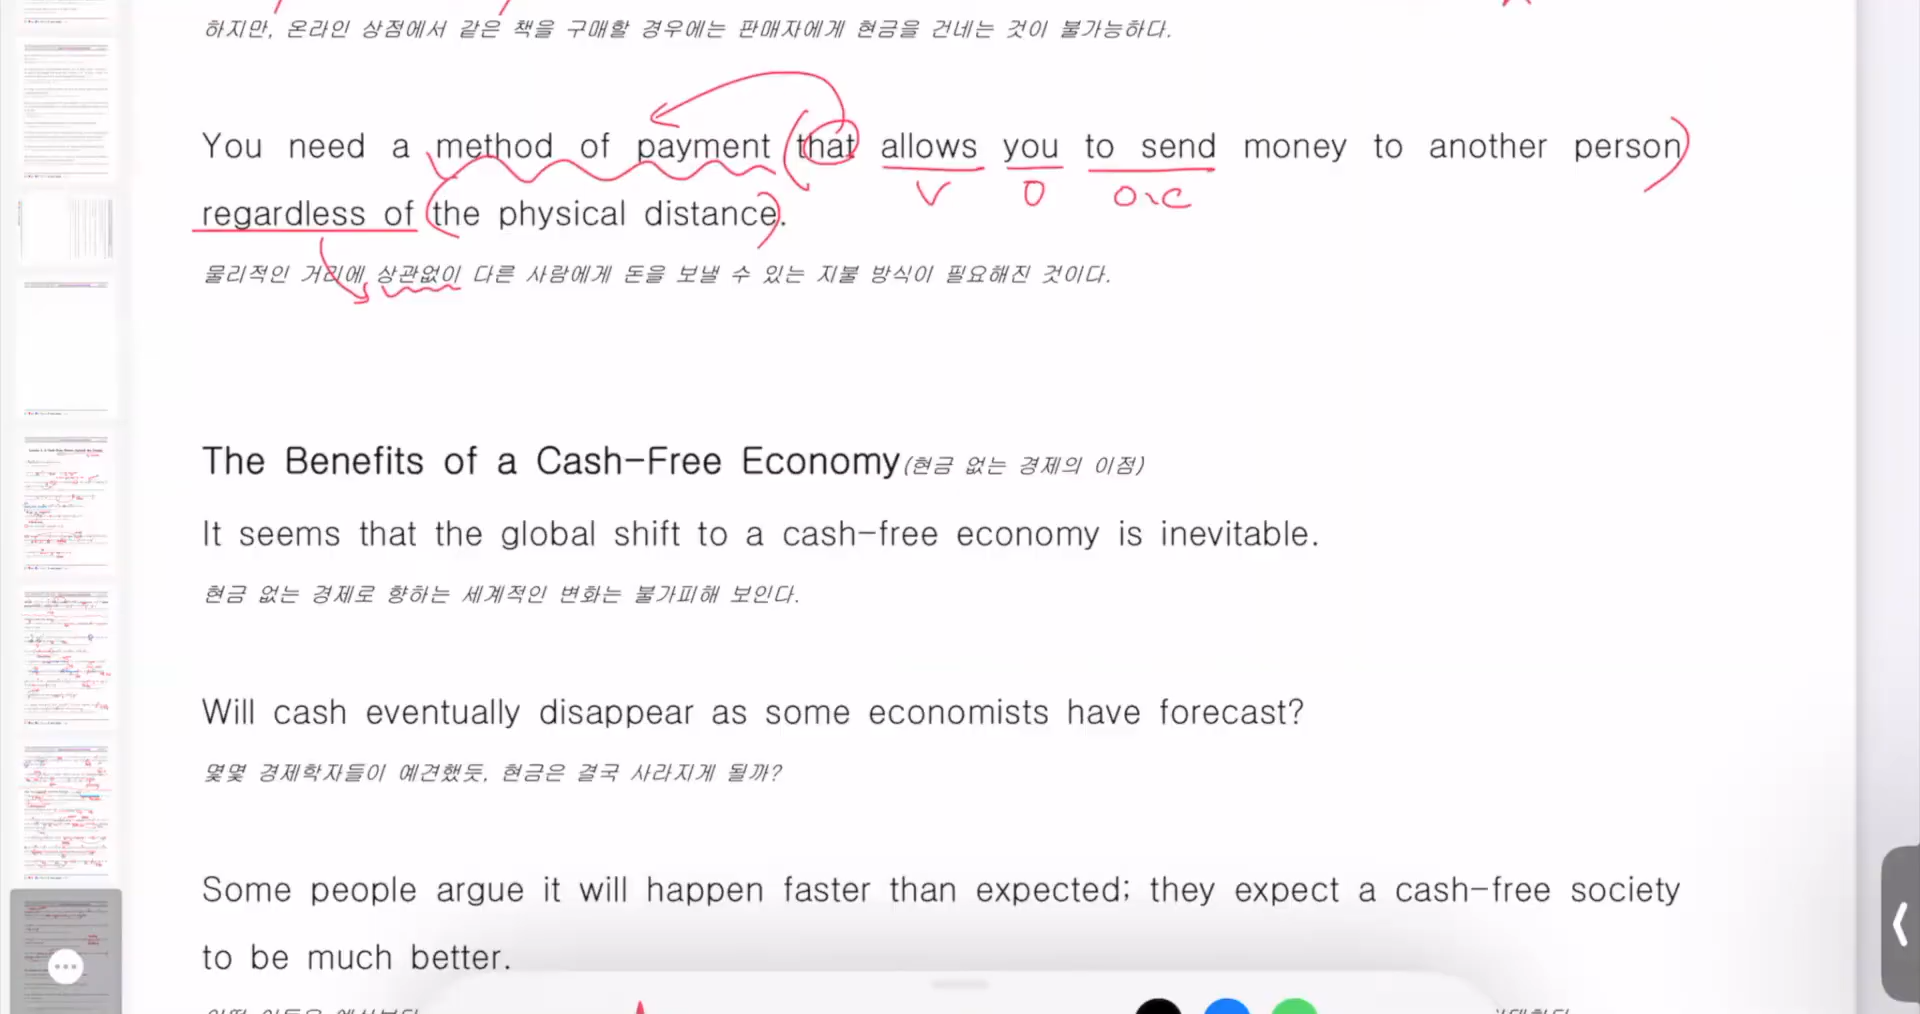 하지만, 온라인 상점에서 같은 책을 구매할 경우에는 판매자에게 현금을 건네는 것이 불가능하다.
You need a method of payment that allows you to send money to another person
V O O.C
regardless of the physical distance.
물리적인 거리에 상관없이 다른 사람에게 돈을 보낼 수 있는 지불 방식이 필요해진 것이다.
The Benefits of a Cash-Free Economy(현금 없는 경제의 이점)
It seems that the global shift to a cash-free economy is inevitable.
현금 없는 경제로 향하는 세계적인 변화는 불가피해 보인다.
Will cash eventually disappear as some economists have forecast?
몇몇 경제학자들이 예견했듯, 현금은 결국 사라지게 될까?
Some people argue it will happen faster than expected; they expect a cash-free society
to be much better.